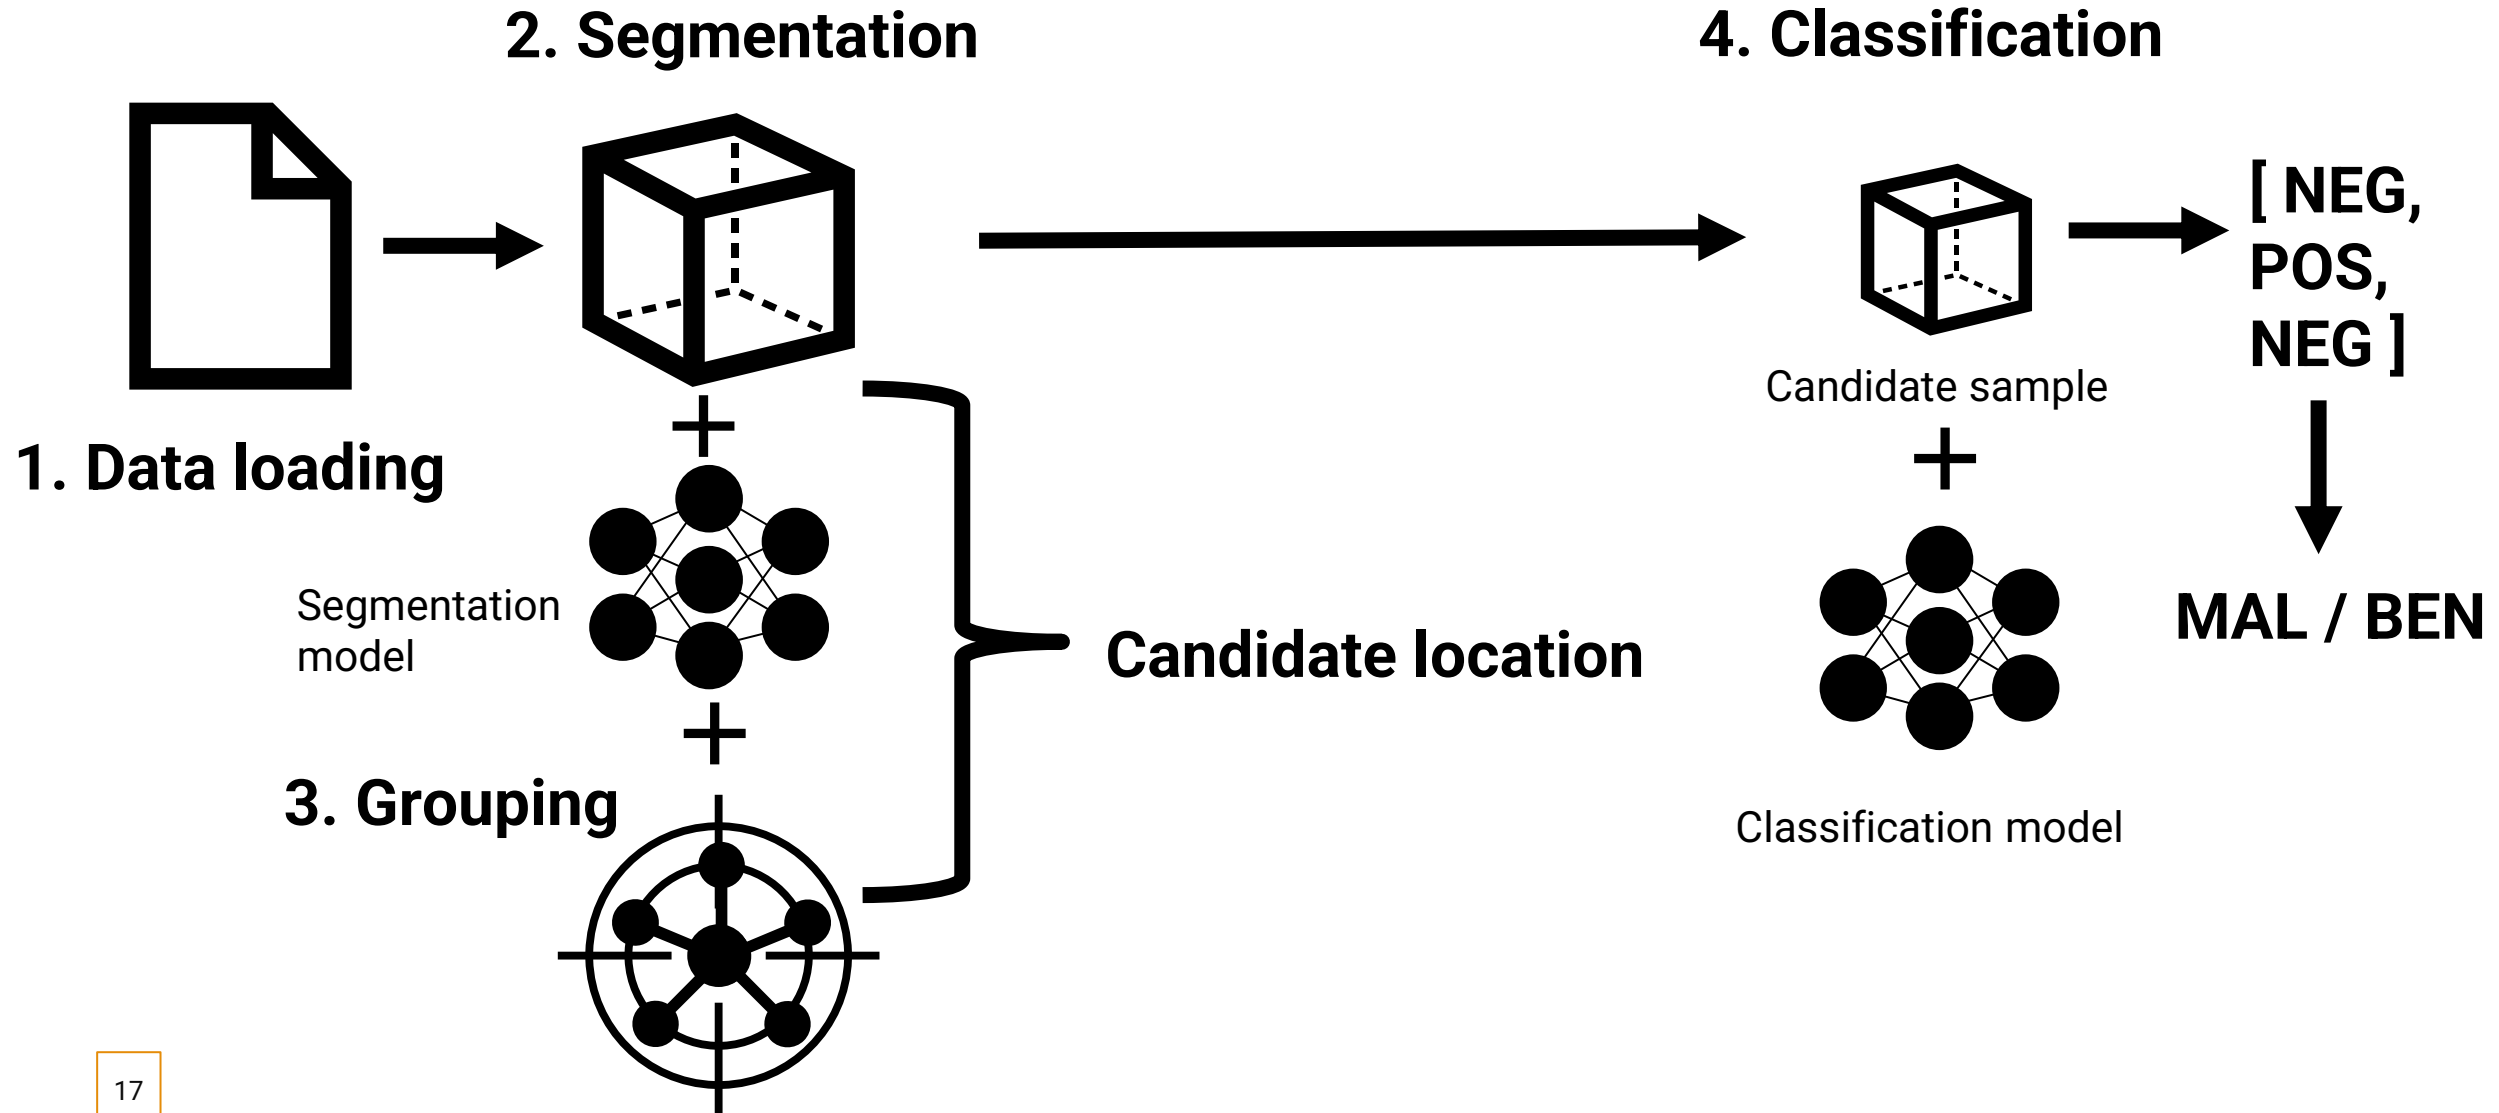 2. Segmentation
4. Classification
[ NEG,
POS,
NEG ]
Candidate sample
1. Data loading
Segmentation
model
MAL / BEN
Candidate location
3. Grouping
Classification model
17